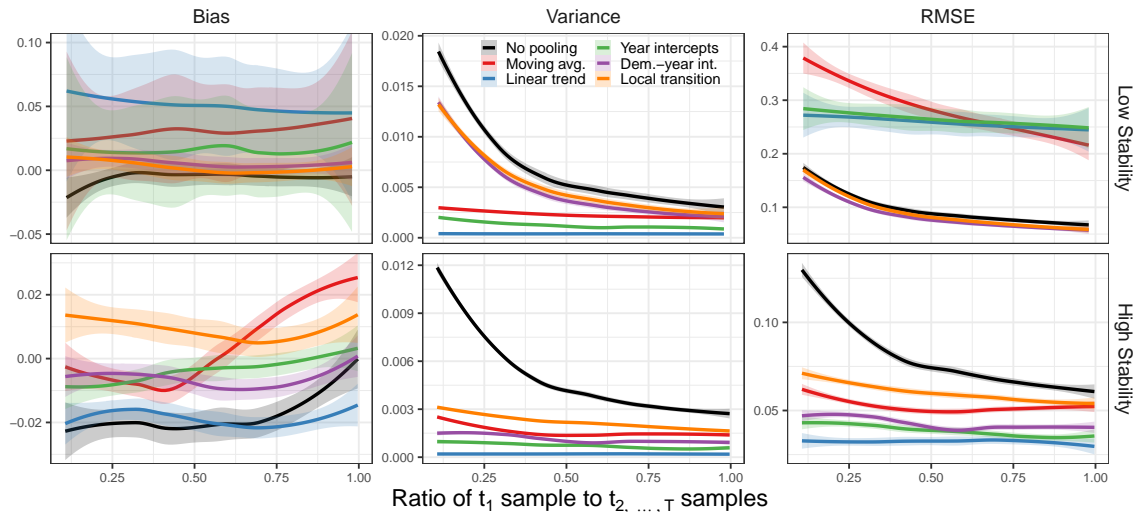 Bias Variance RMSE
0.10
0.05
0.00
−0.05
0.020
0.015
0.010
0.005
0.000
No pooling
Moving avg.
Linear trend
Year intercepts
Dem.−year int.
Local transition
0.4
0.3
0.2
0.1
Low Stability
0.02
0.00
−0.02
0.012
0.009
0.006
0.003
0.000
0.10
0.05
High Stability
0.25 0.50 0.75 1.00 0.25 0.50 0.75 1.00 0.25 0.50 0.75 1.00
Ratio of t1 sample to t2, ... , T samples